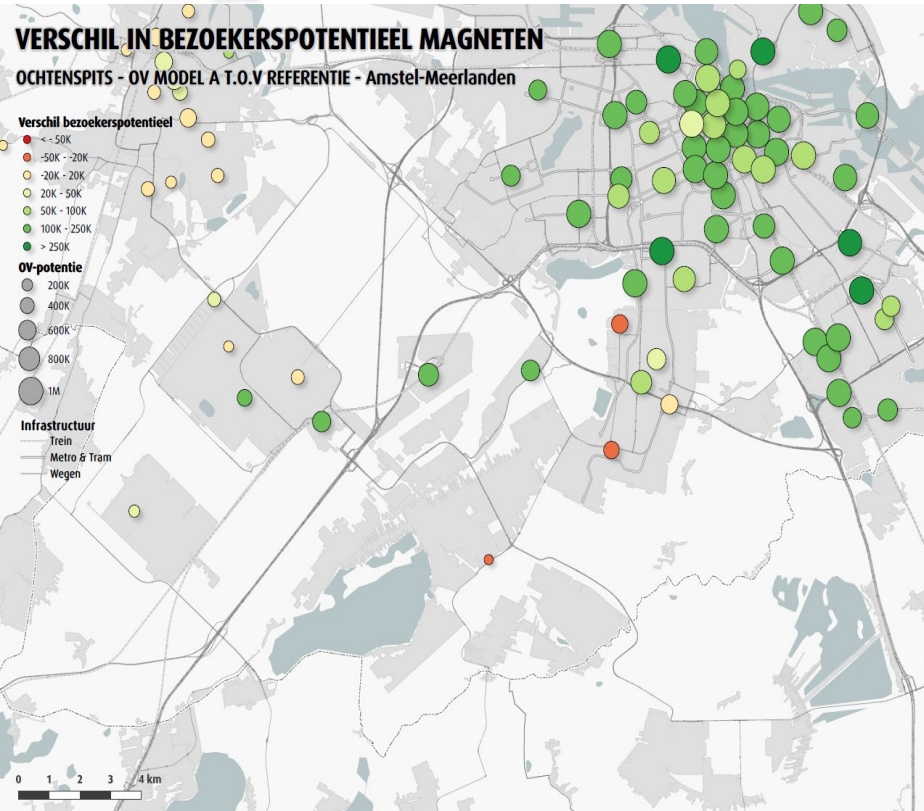 VERSCHIL IN BEZOEKERSPOTENTIEEL MAGNETEN
OCHTENSPITS - OV MODEL A T.O.V REFERENTIE - Amstel-Meerlanden
Verschil bezoekerspotentieel
< - 50K
-50K - -20K
-20K - 20K
20K - 50K
50K - 100K
100K - 250K
> 250K
OV-potentie
200K
400K
600K
800K
1M
Infrastructuur
Trein
Metro & Tram
Wegen
0 1 2 3 4 km